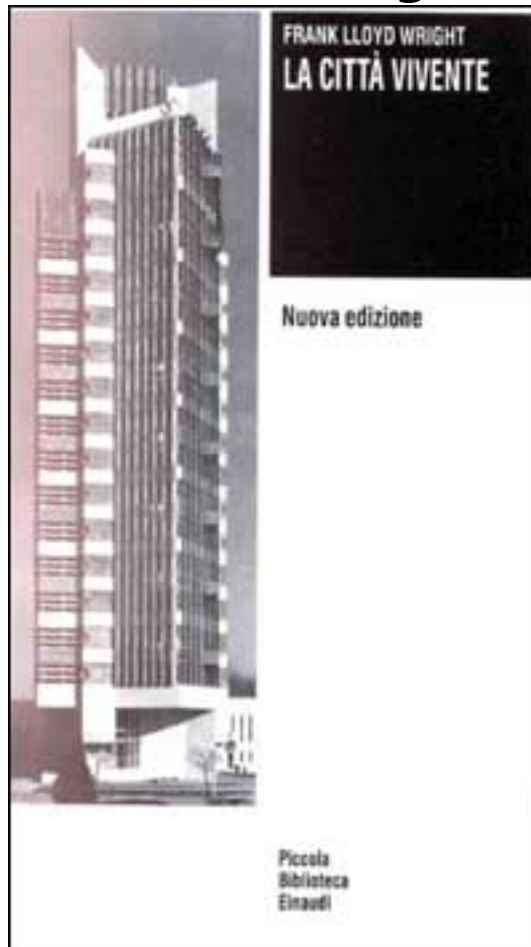 FRANK LLOYD WRIGHT
LA CITTÀ VIVENTE
Nuova edizione
Piccola
Biblioteca
Einaudi